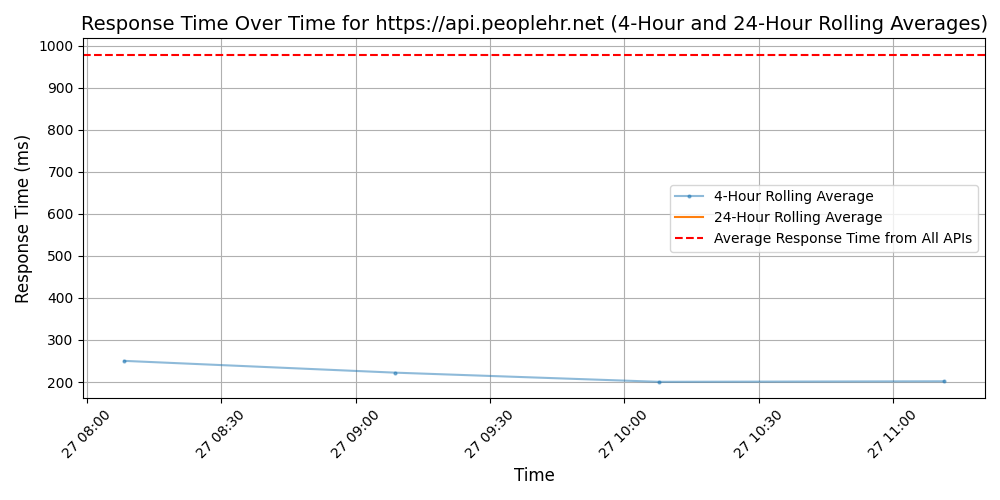 Response Time Over Time for https://api.peoplehr.net (4-Hour and 24-Hour Rolling Averages)
Response Time (ms)
1000
900
800
700
600
500
400
300
200
4-Hour Rolling Average
24-Hour Rolling Average
Average Response Time from All APIs
27 08:00
27 08:30
27 09:00
27 09:30
27 10:00
27 10:30
27 11:00
Time